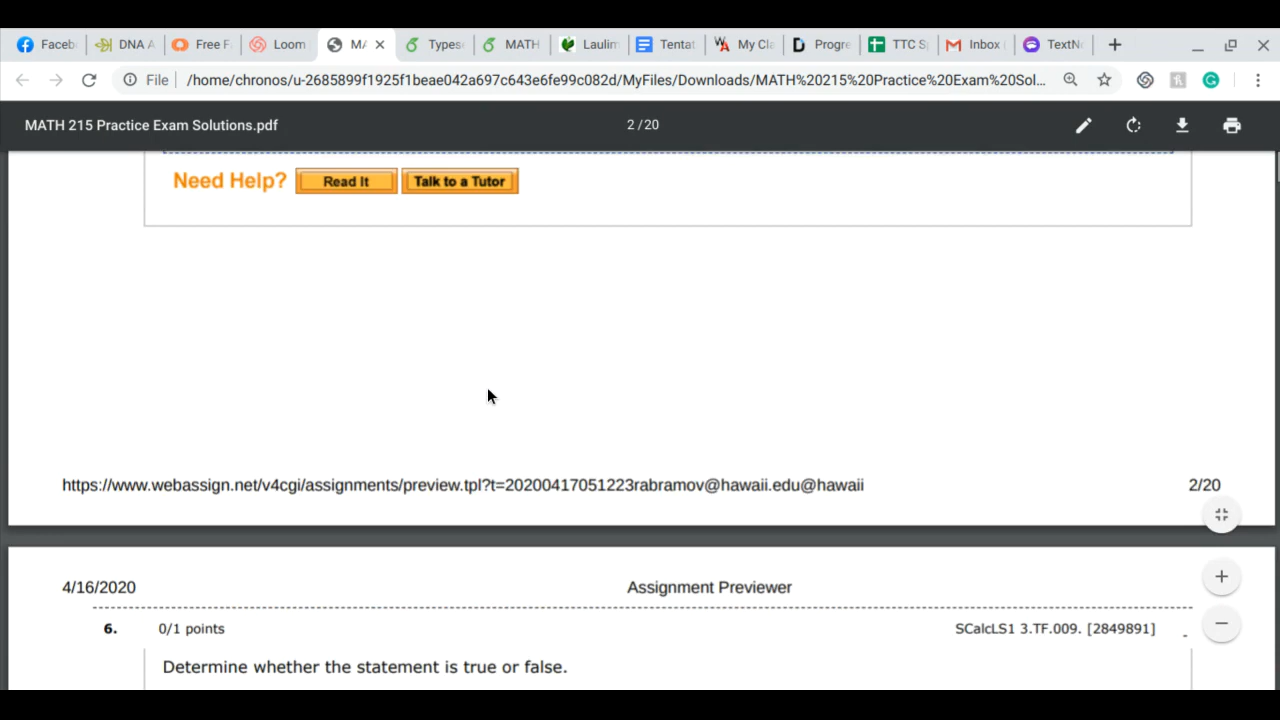 Faceb
DNA A
Free F
Loom
MA
Types
MATH
Laulim
Tentat
My Cla
Progre
TTC S
Inbox
TextN
File
/home/chronos/u-2685899f1925f1beae042a697c643e6fe99c082d/MyFiles/Downloads/MATH%20215%20Practice%20Exam%20Sol...
MATH 215 Practice Exam Solutions.pdf
2 / 20
Need Help? Read It Talk to a Tutor
https://www.webassign.net/v4cgi/assignments/preview.tpl?t=20200417051223rabramov@hawaii.edu@hawaii
2/20
4/16/2020
Assignment Previewer
6. 0/1 points
SCalcLS1 3.TF.009. [2849891]
Determine whether the statement is true or false.